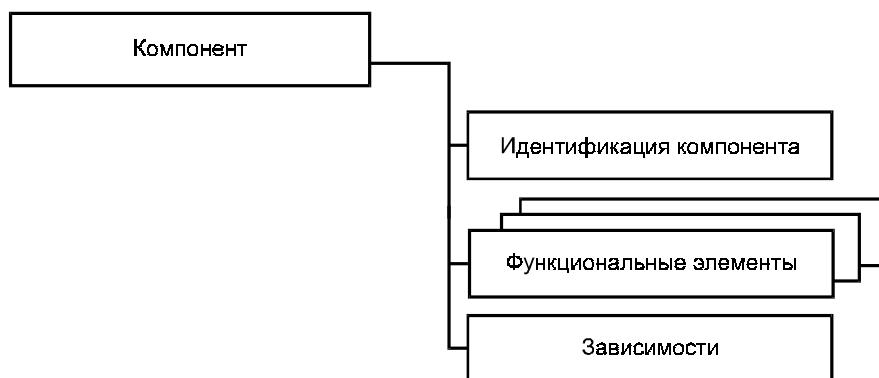 Компонент
Идентификация компонента
Функциональные элементы
Зависимости